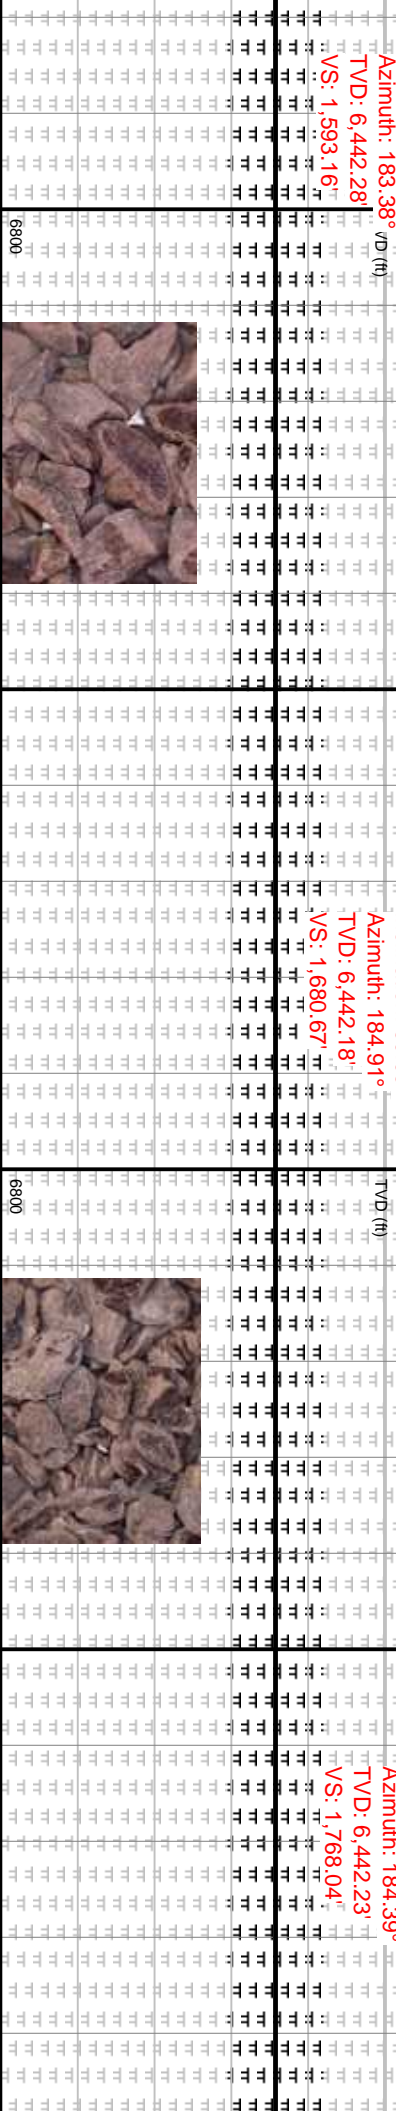 Azimuth: 183.38°
TVD: 6,442.28'
VS: 1,593.16'
VD (ft)
6800
Azimuth: 184.91°
TVD: 6,442.18'
VS: 1,680.67'
TVD (ft)
6800
Azimuth: 184.39°
TVD: 6,442.23'
VS: 1,768.04'